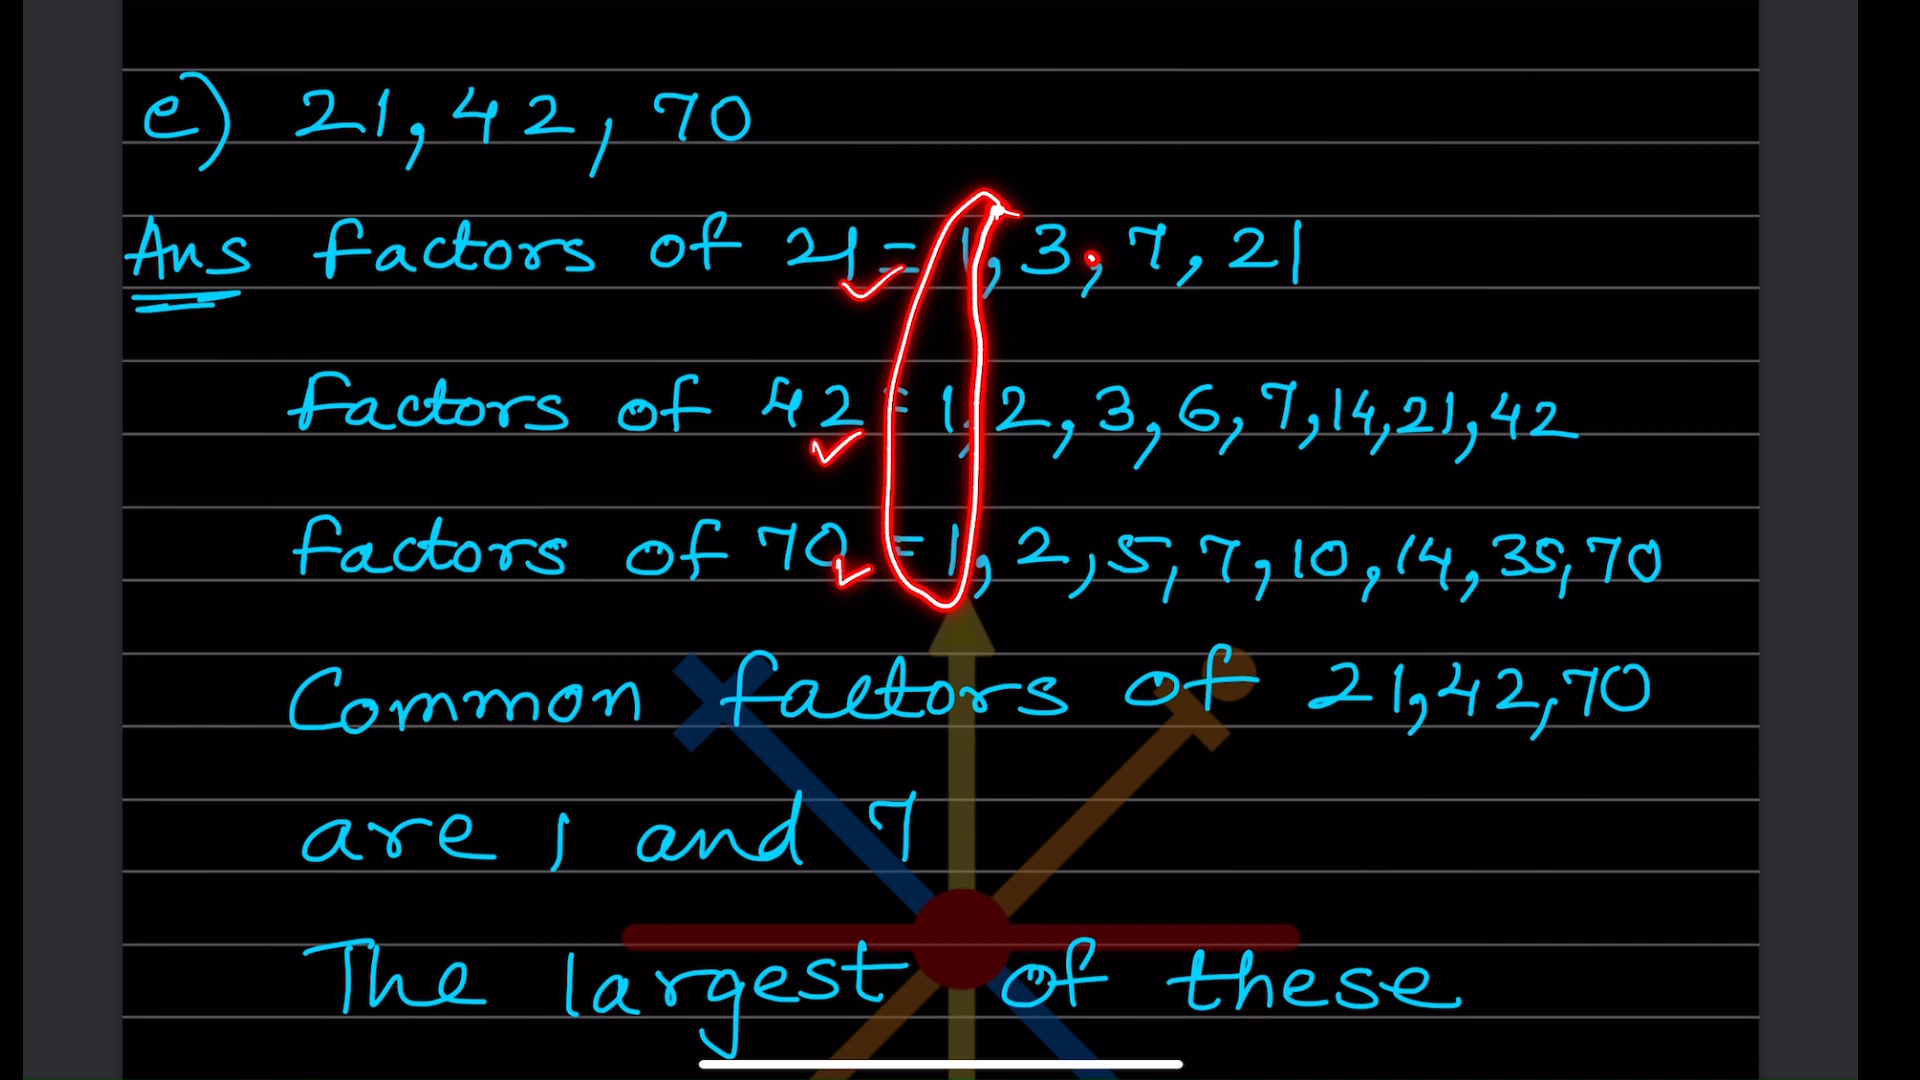 e) 21, 42, 70
Ans factors of 21 = 1, 3, 7, 21
factors of 42 = 1, 2, 3, 6, 7, 14, 21, 42
factors of 70 = 1, 2, 5, 7, 10, 14, 35, 70
Common factors of 21, 42, 70
are 1 and 7
The largest of these